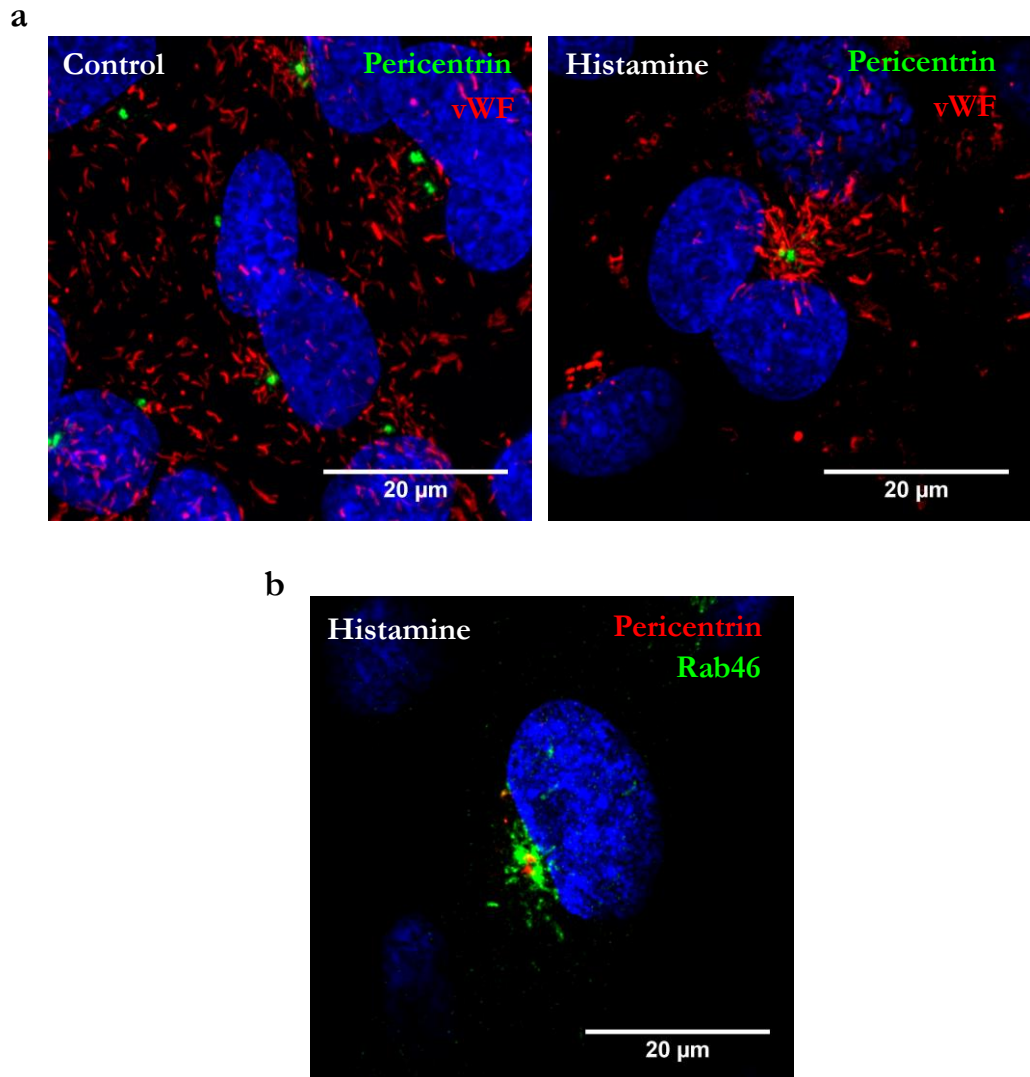 a
Control Pericentrin
vWF
20 µm
Histamine Pericentrin
vWF
20 µm
b
Histamine Pericentrin
Rab46
20 µm